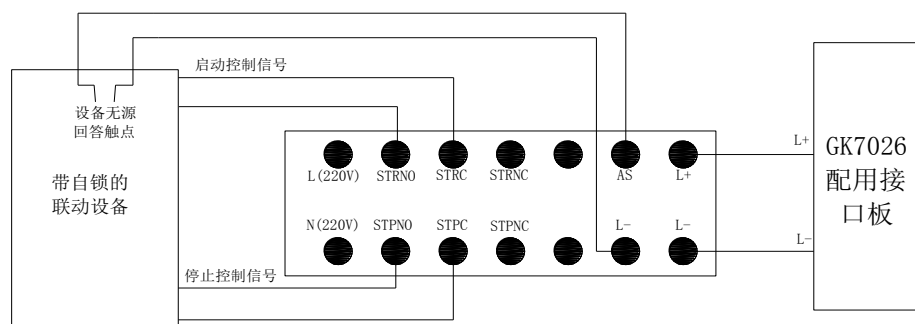 启动控制信号
设备无源
回答触点
带自锁的
联动设备
L(220V) STRNO STRC STRNC AS L+
N(220V) STPNO STPC STPNC L- L-
停止控制信号
L+
L-
GK7026
配用接
口板